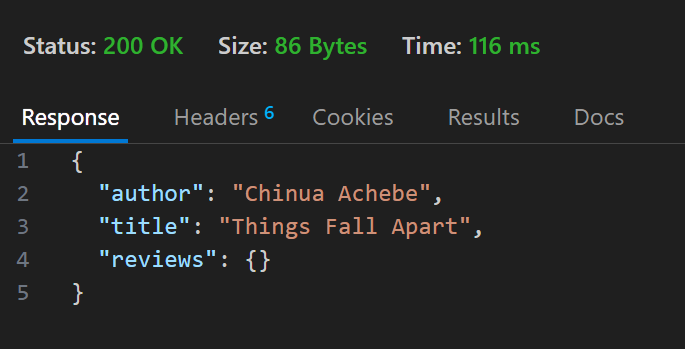 Status: 200 OK Size: 86 Bytes Time: 116 ms
Response Headers 6 Cookies Results Docs
1 {
2 "author": "Chinua Achebe",
3 "title": "Things Fall Apart",
4 "reviews": {}
5 }